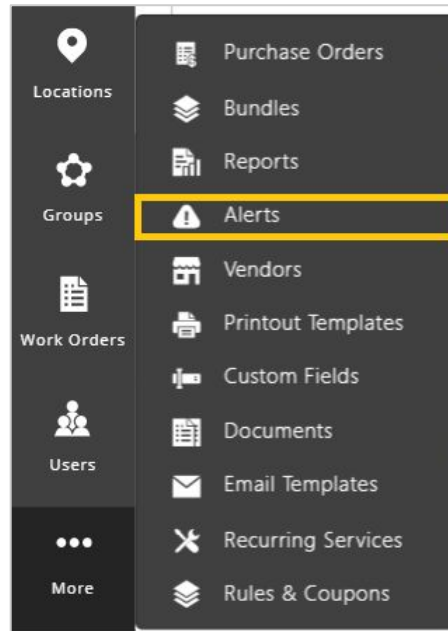 Locations
Groups
Work Orders
Users
More
Purchase Orders
Bundles
Reports
Alerts
Vendors
Printout Templates
Custom Fields
Documents
Email Templates
Recurring Services
Rules & Coupons